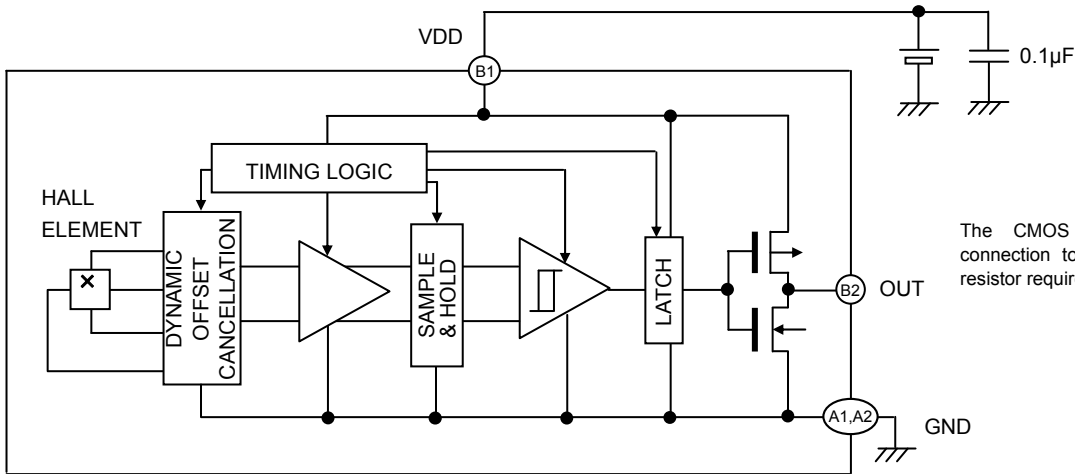 VDD
B1
0.1µF
TIMING LOGIC
HALL
ELEMENT
DYNAMIC
OFFSET
CANCELLATION
SAMPLE
& HOLD
LATCH
The CMOS
connection to
resistor requir
B2
OUT
A1,A2
GND